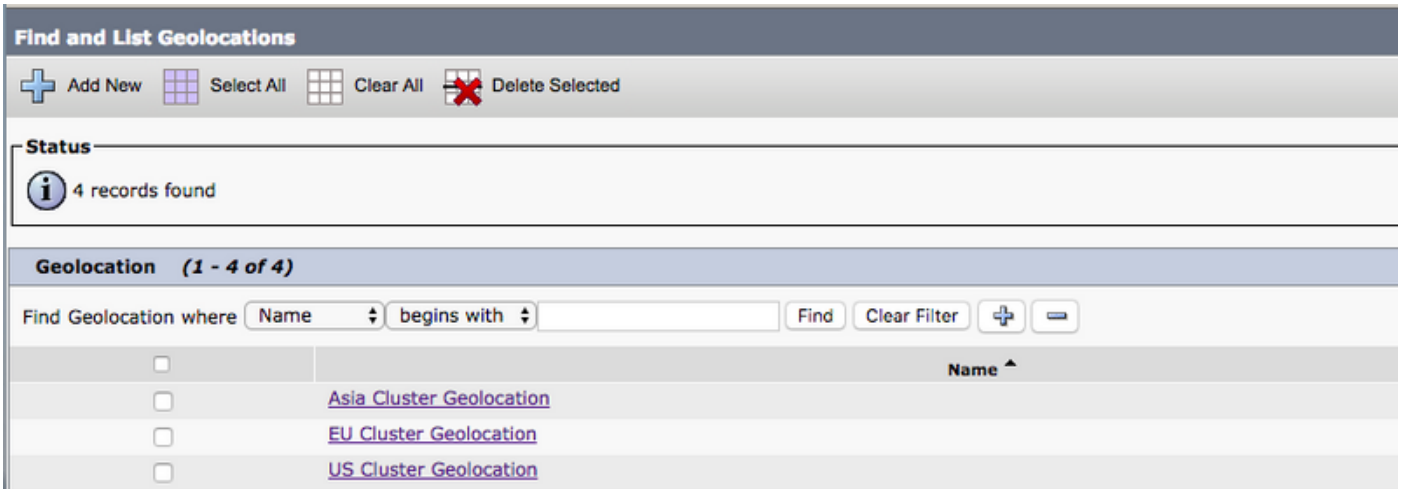 Find and List Geolocations
Add New Select All Clear All Delete Selected
Status
i 4 records found
Geolocation (1 - 4 of 4)
Find Geolocation where Name begins with Find Clear Filter
Name
Asia Cluster Geolocation
EU Cluster Geolocation
US Cluster Geolocation